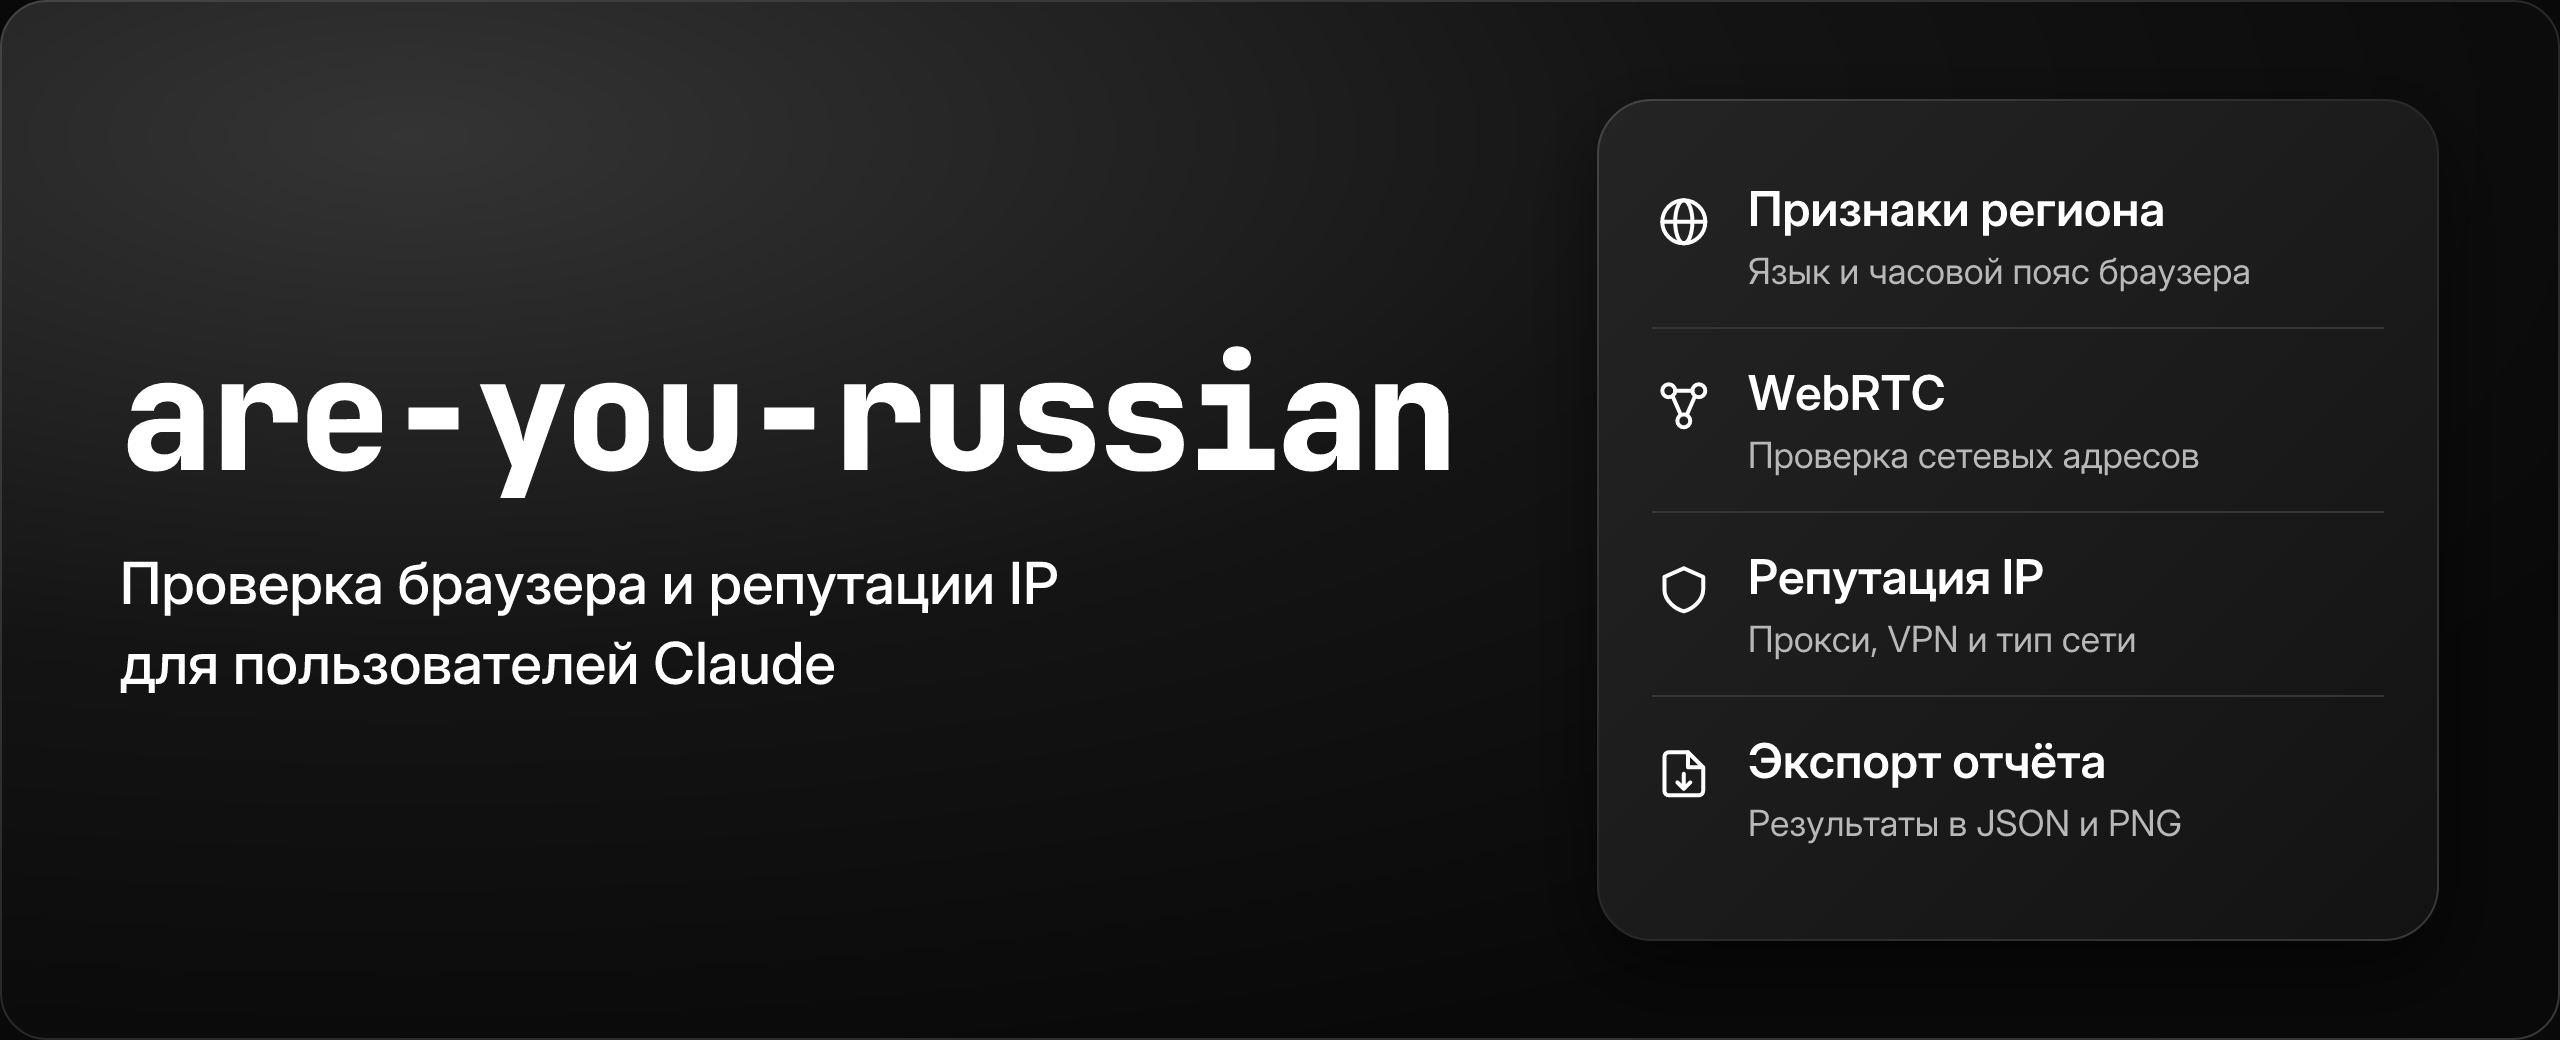 are-you-russian
Проверка браузера и репутации IP
для пользователей Claude
Признаки региона
Язык и часовой пояс браузера
WebRTC
Проверка сетевых адресов
Репутация IP
Прокси, VPN и тип сети
Экспорт отчёта
Результаты в JSON и PNG